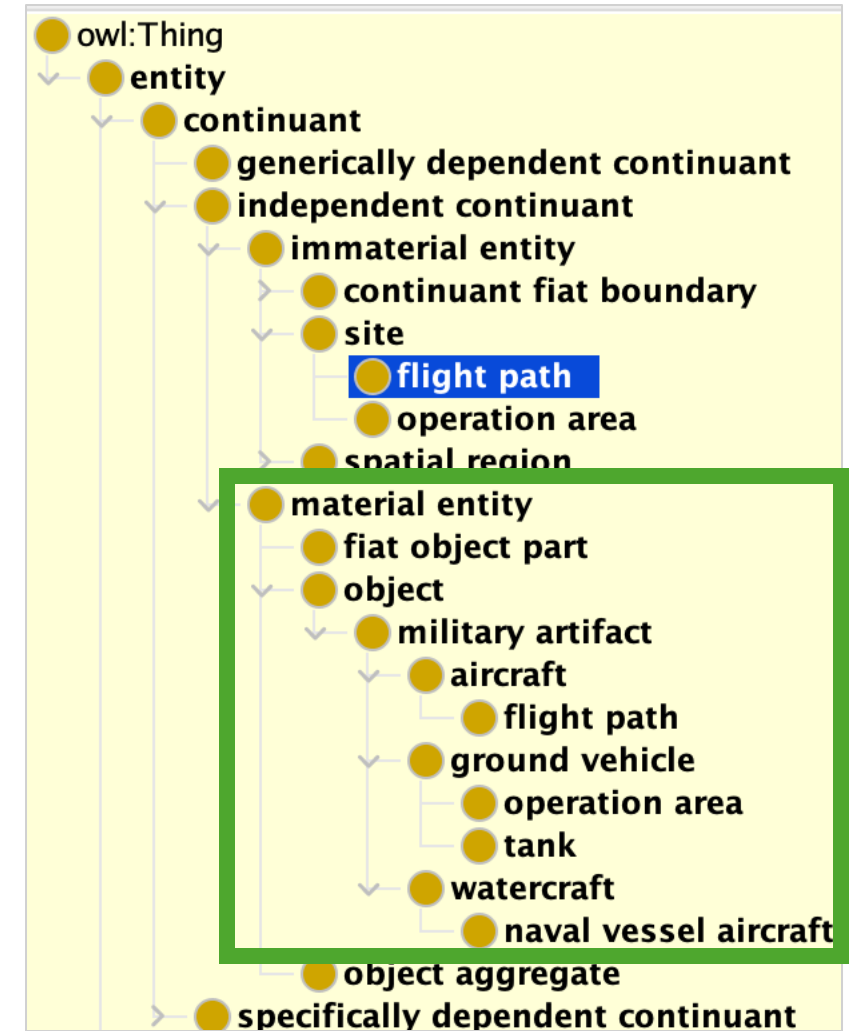 owl:Thing
entity
continuant
generically dependent continuant
independent continuant
immaterial entity
continuant fiat boundary
site
flight path
operation area
spatial region
material entity
fiat object part
object
military artifact
aircraft
flight path
ground vehicle
operation area
tank
watercraft
naval vessel aircraft
object aggregate
specifically dependent continuant